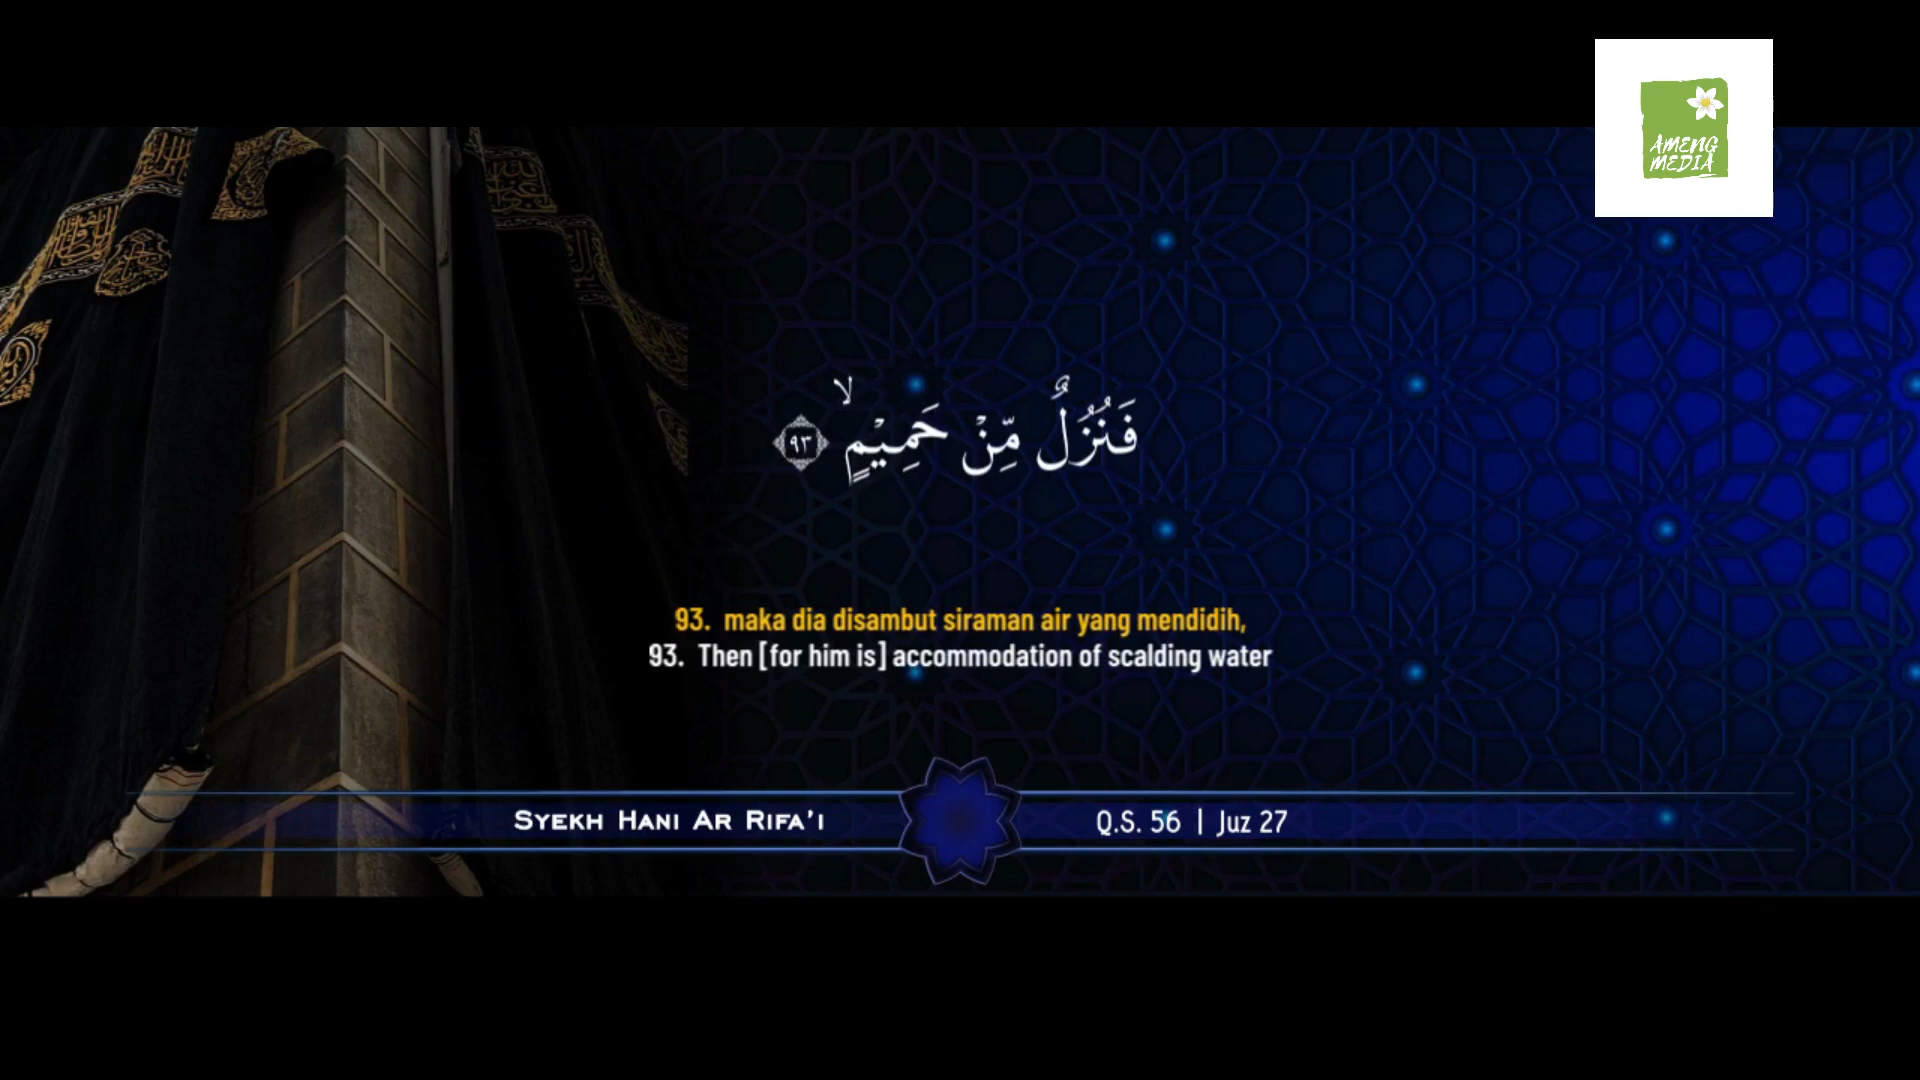 AMENG
MEDIA
فَنُزُلٌ مِّنْ حَمِيْمٍۙ ٩٣
93. maka dia disambut siraman air yang mendidih,
93. Then [for him is] accommodation of scalding water
SYEKH HANI AR RIFA'I
Q.S. 56 | Juz 27